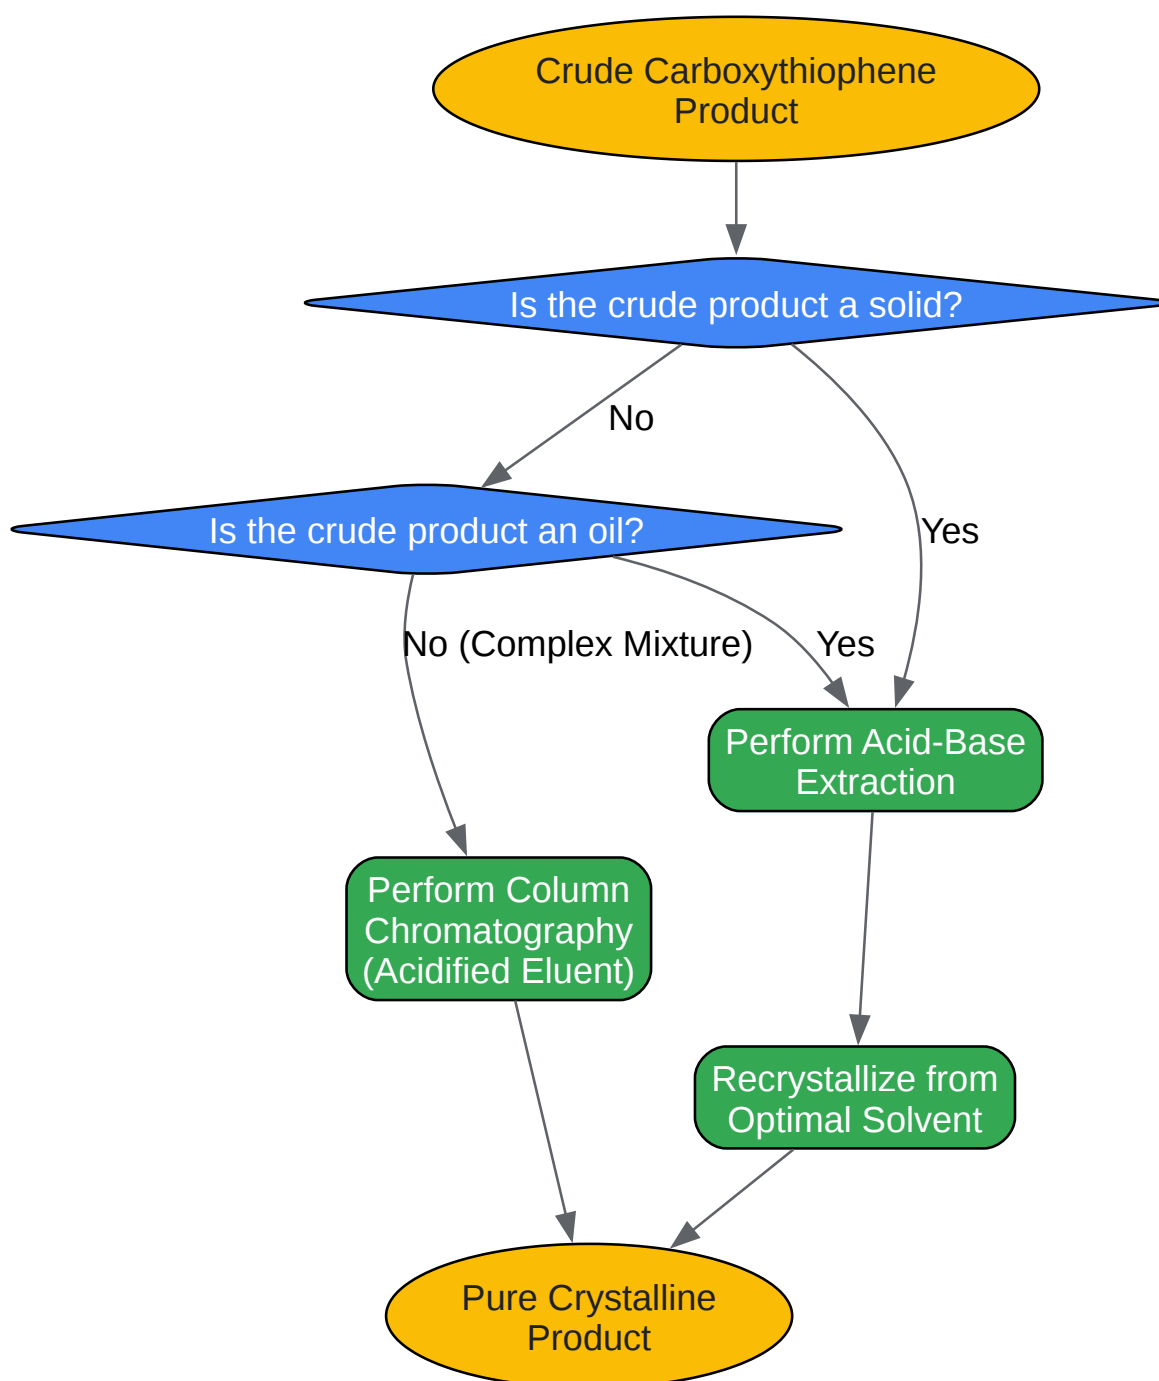 Crude Carboxythiophene
Product
Is the crude product a solid?
No
Is the crude product an oil?
Yes
No (Complex Mixture)
Yes
Perform Acid-Base
Extraction
Perform Column
Chromatography
(Acidified Eluent)
Recrystallize from
Optimal Solvent
Pure Crystalline
Product